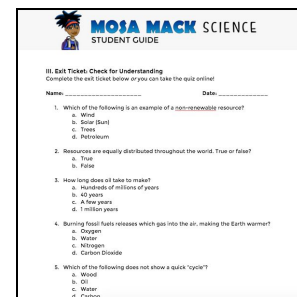 MOSA MACK SCIENCE
STUDENT GUIDE
III. Exit Ticket: Check for Understanding
Complete the exit ticket below or you can take the quiz online!
Name: ____________________ Date: _____________
1. Which of the following is an example of a non-renewable resource?
a. Wind
b. Solar (Sun)
c. Trees
d. Petroleum
2. Resources are equally distributed throughout the world. True or false?
a. True
b. False
3. How long does oil take to make?
a. Hundreds of millions of years
b. 40 years
c. A few years
d. 1 million years
4. Burning fossil fuels releases which gas into the air, making the Earth warmer?
a. Oxygen
b. Water
c. Nitrogen
d. Carbon Dioxide
5. Which of the following does not show a quick "cycle"?
a. Wood
b. Oil
c. Water
d. Carbon